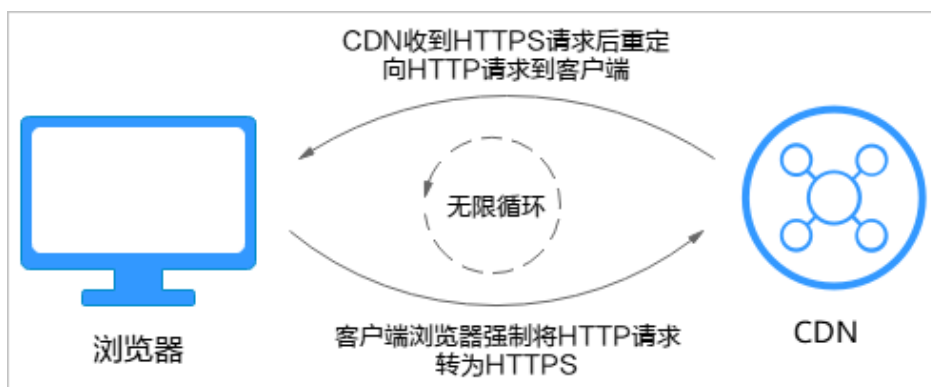 CDN收到HTTPS请求后重定
向HTTP请求到客户端
无限循环
浏览器
CDN
客户端浏览器强制将HTTP请求
转为HTTPS